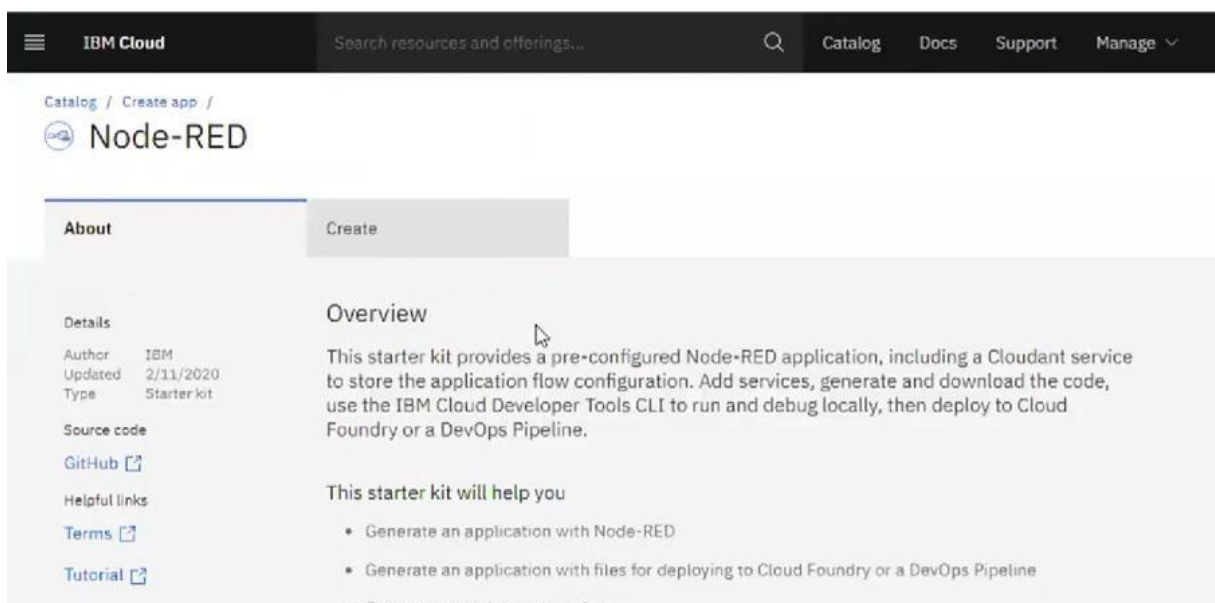 IBM Cloud
Search resources and offerings...
Catalog
Docs
Support
Manage
Catalog / Create app /
Node-RED
About
Create
Details
Author IBM
Updated 2/11/2020
Type Starter kit
Source code
GitHub
Helpful links
Terms
Tutorial
Overview
This starter kit provides a pre-configured Node-RED application, including a Cloudant service
to store the application flow configuration. Add services, generate and download the code,
use the IBM Cloud Developer Tools CLI to run and debug locally, then deploy to Cloud
Foundry or a DevOps Pipeline.
This starter kit will help you
• Generate an application with Node-RED
• Generate an application with files for deploying to Cloud Foundry or a DevOps Pipeline